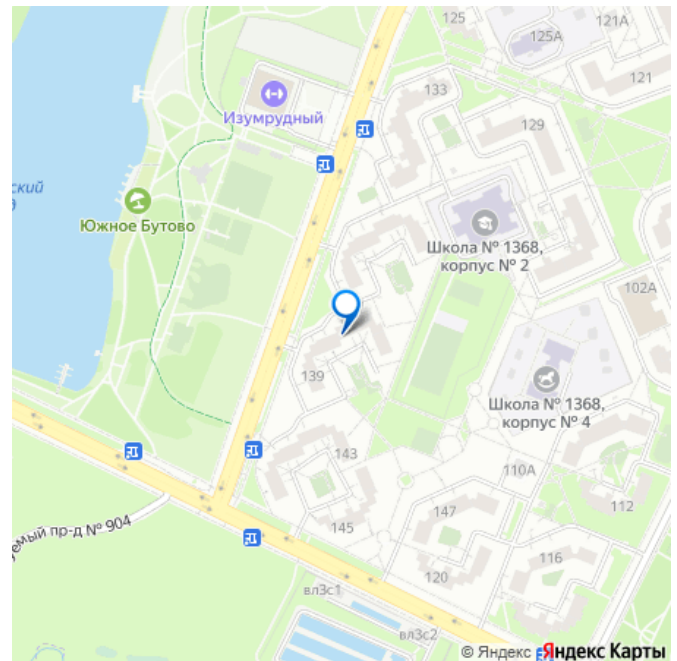 125
125А
121А
121
133
129
Изумрудный
ский
Южное Бутово
Школа № 1368,
корпус № 2
102А
139
Школа № 1368,
корпус № 4
143
110А
112
147
145
116
120
уемый пр-д № 904
вл3с1
вл3с2
© Яндекс Яндекс Карты